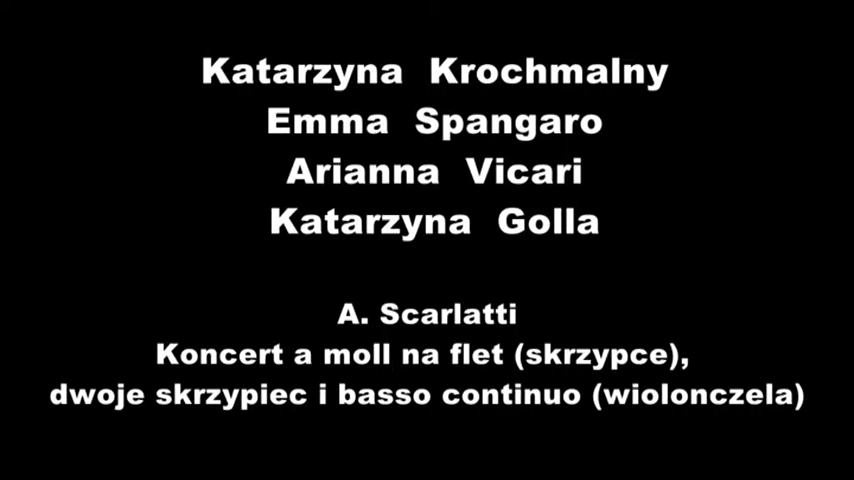 Katarzyna Krochmalny
Emma Spangaro
Arianna Vicari
Katarzyna Golla
A. Scarlatti
Koncert a moll na flet (skrzypce),
dwoje skrzypiec i basso continuo (wiolonczela)